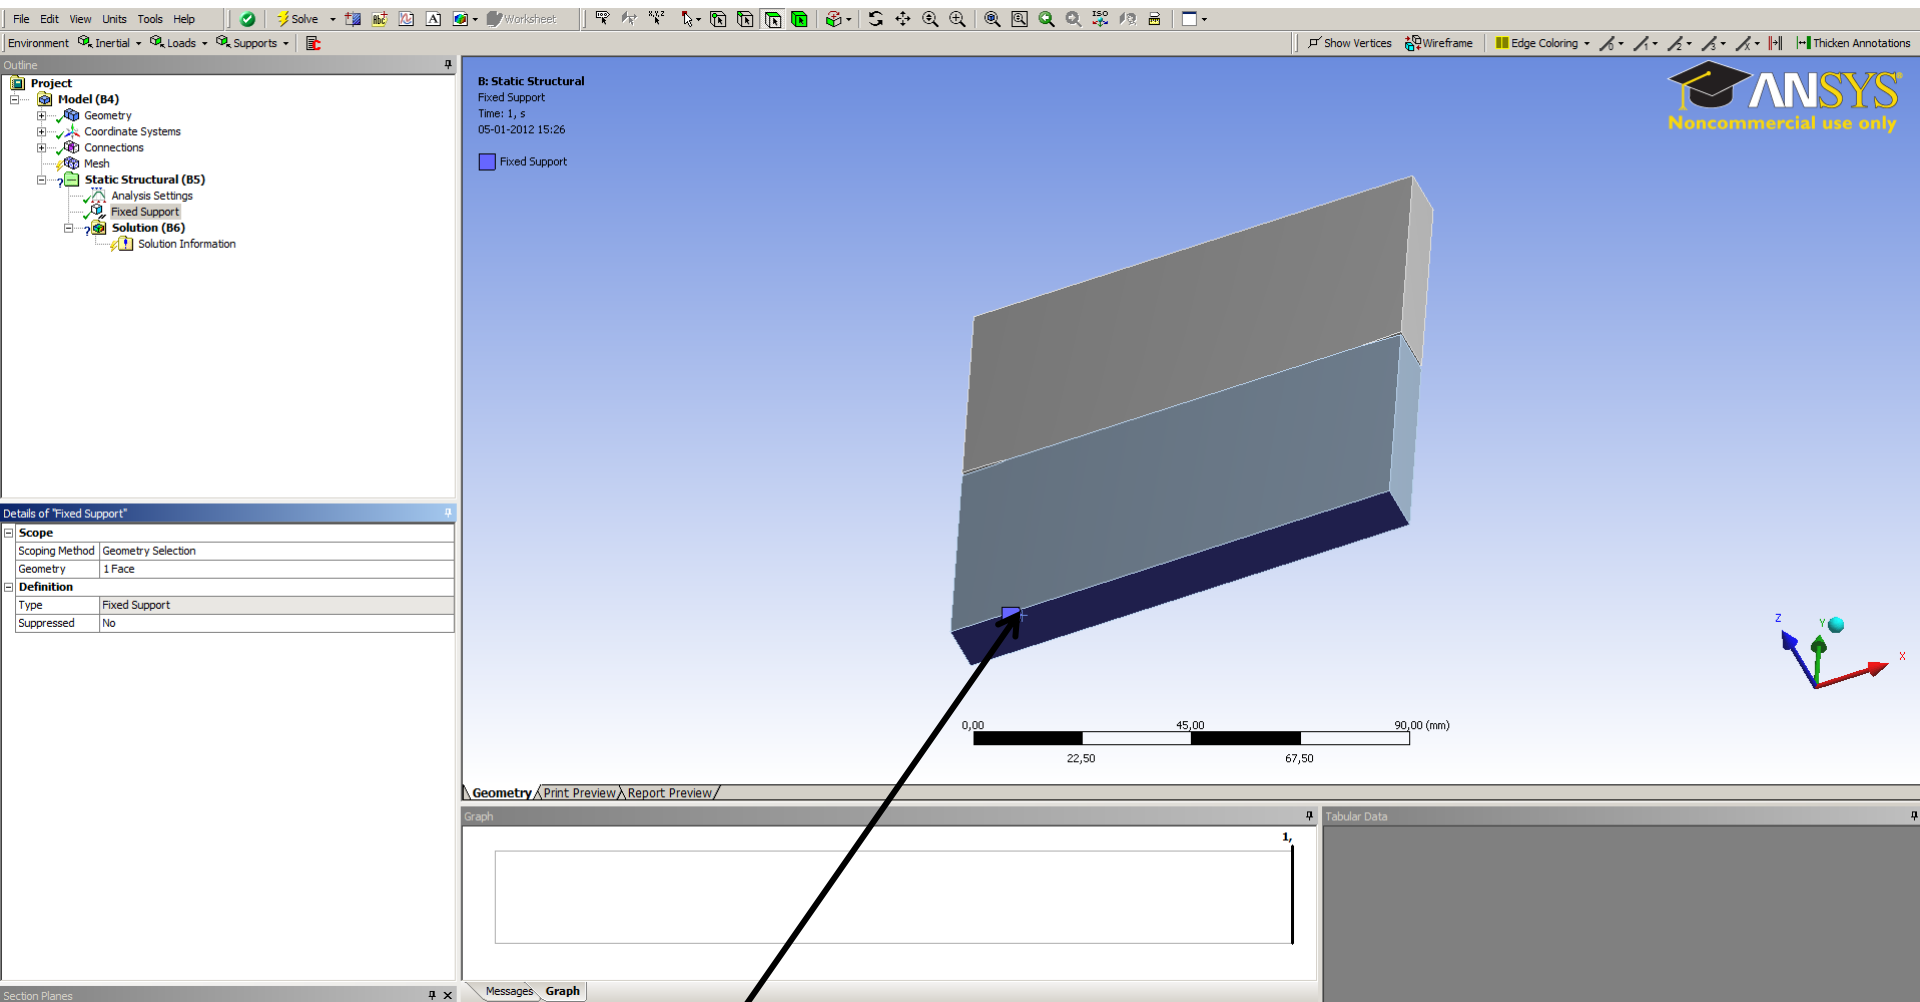 File Edit View Units Tools Help Solve Worksheet
Environment Inertial Loads Supports Show Vertices Wireframe Edge Coloring Thicken Annotations
Outline
Project
Model (B4)
Geometry
Coordinate Systems
Connections
Mesh
Static Structural (B5)
Analysis Settings
Fixed Support
Solution (B6)
Solution Information
Details of "Fixed Support"
Scope
Scoping Method Geometry Selection
Geometry 1 Face
Definition
Type Fixed Support
Suppressed No
Section Planes
B: Static Structural
Fixed Support
Time: 1, s
05-01-2012 15:26
Fixed Support
ANSYS
Noncommercial use only
Z
Y
X
0,00 45,00 90,00 (mm)
22,50 67,50
Geometry Print Preview Report Preview
Graph
1,
Messages Graph
Tabular Data